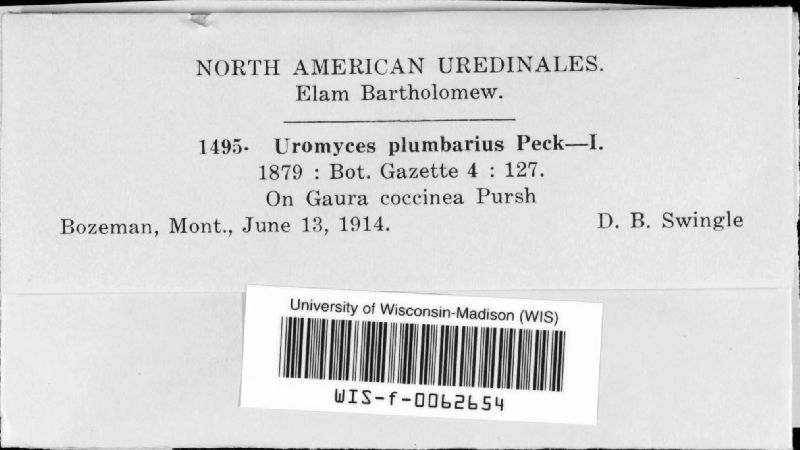 NORTH AMERICAN UREDINALES.
Elam Bartholomew.
1495. Uromyces plumbarius Peck—I.
1879 : Bot. Gazette 4 : 127.
On Gaura coccinea Pursh
Bozeman, Mont., June 13, 1914. D. B. Swingle
University of Wisconsin-Madison (WIS)
WIS-f-0062654